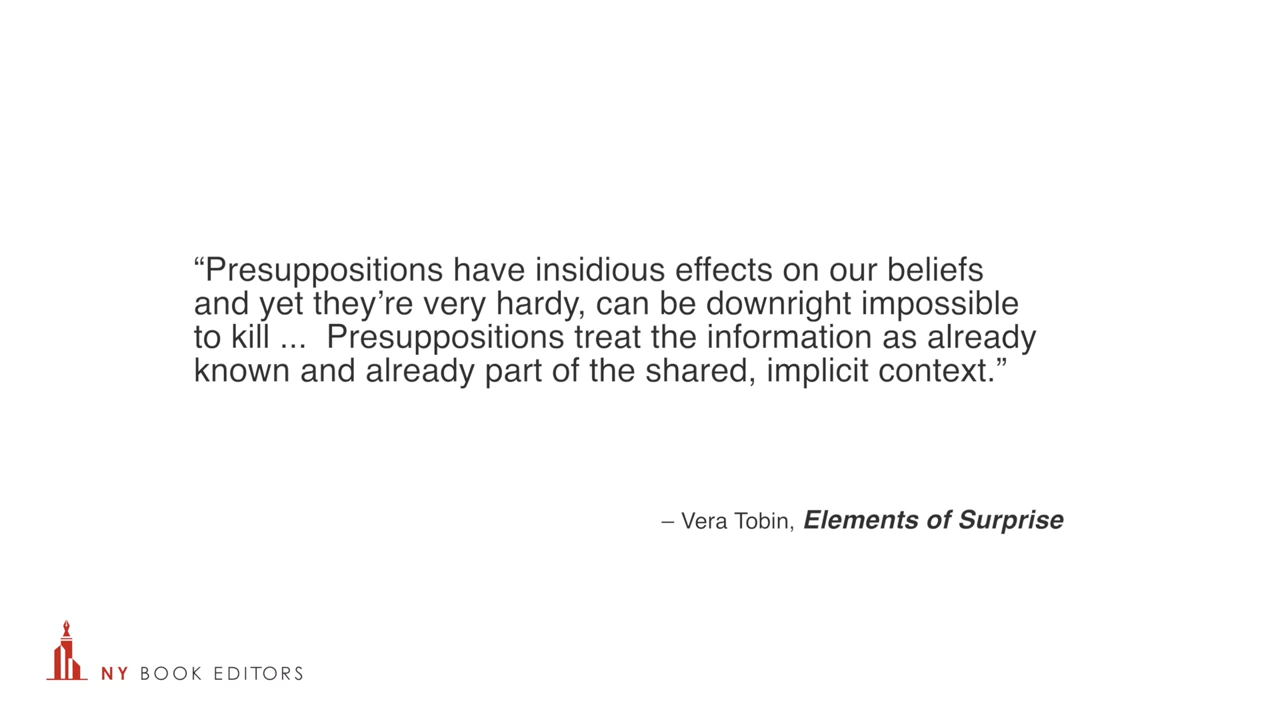 “Presuppositions have insidious effects on our beliefs
and yet they’re very hardy, can be downright impossible
to kill ...  Presuppositions treat the information as already
known and already part of the shared, implicit context.”
– Vera Tobin, Elements of Surprise
NY BOOK EDITORS